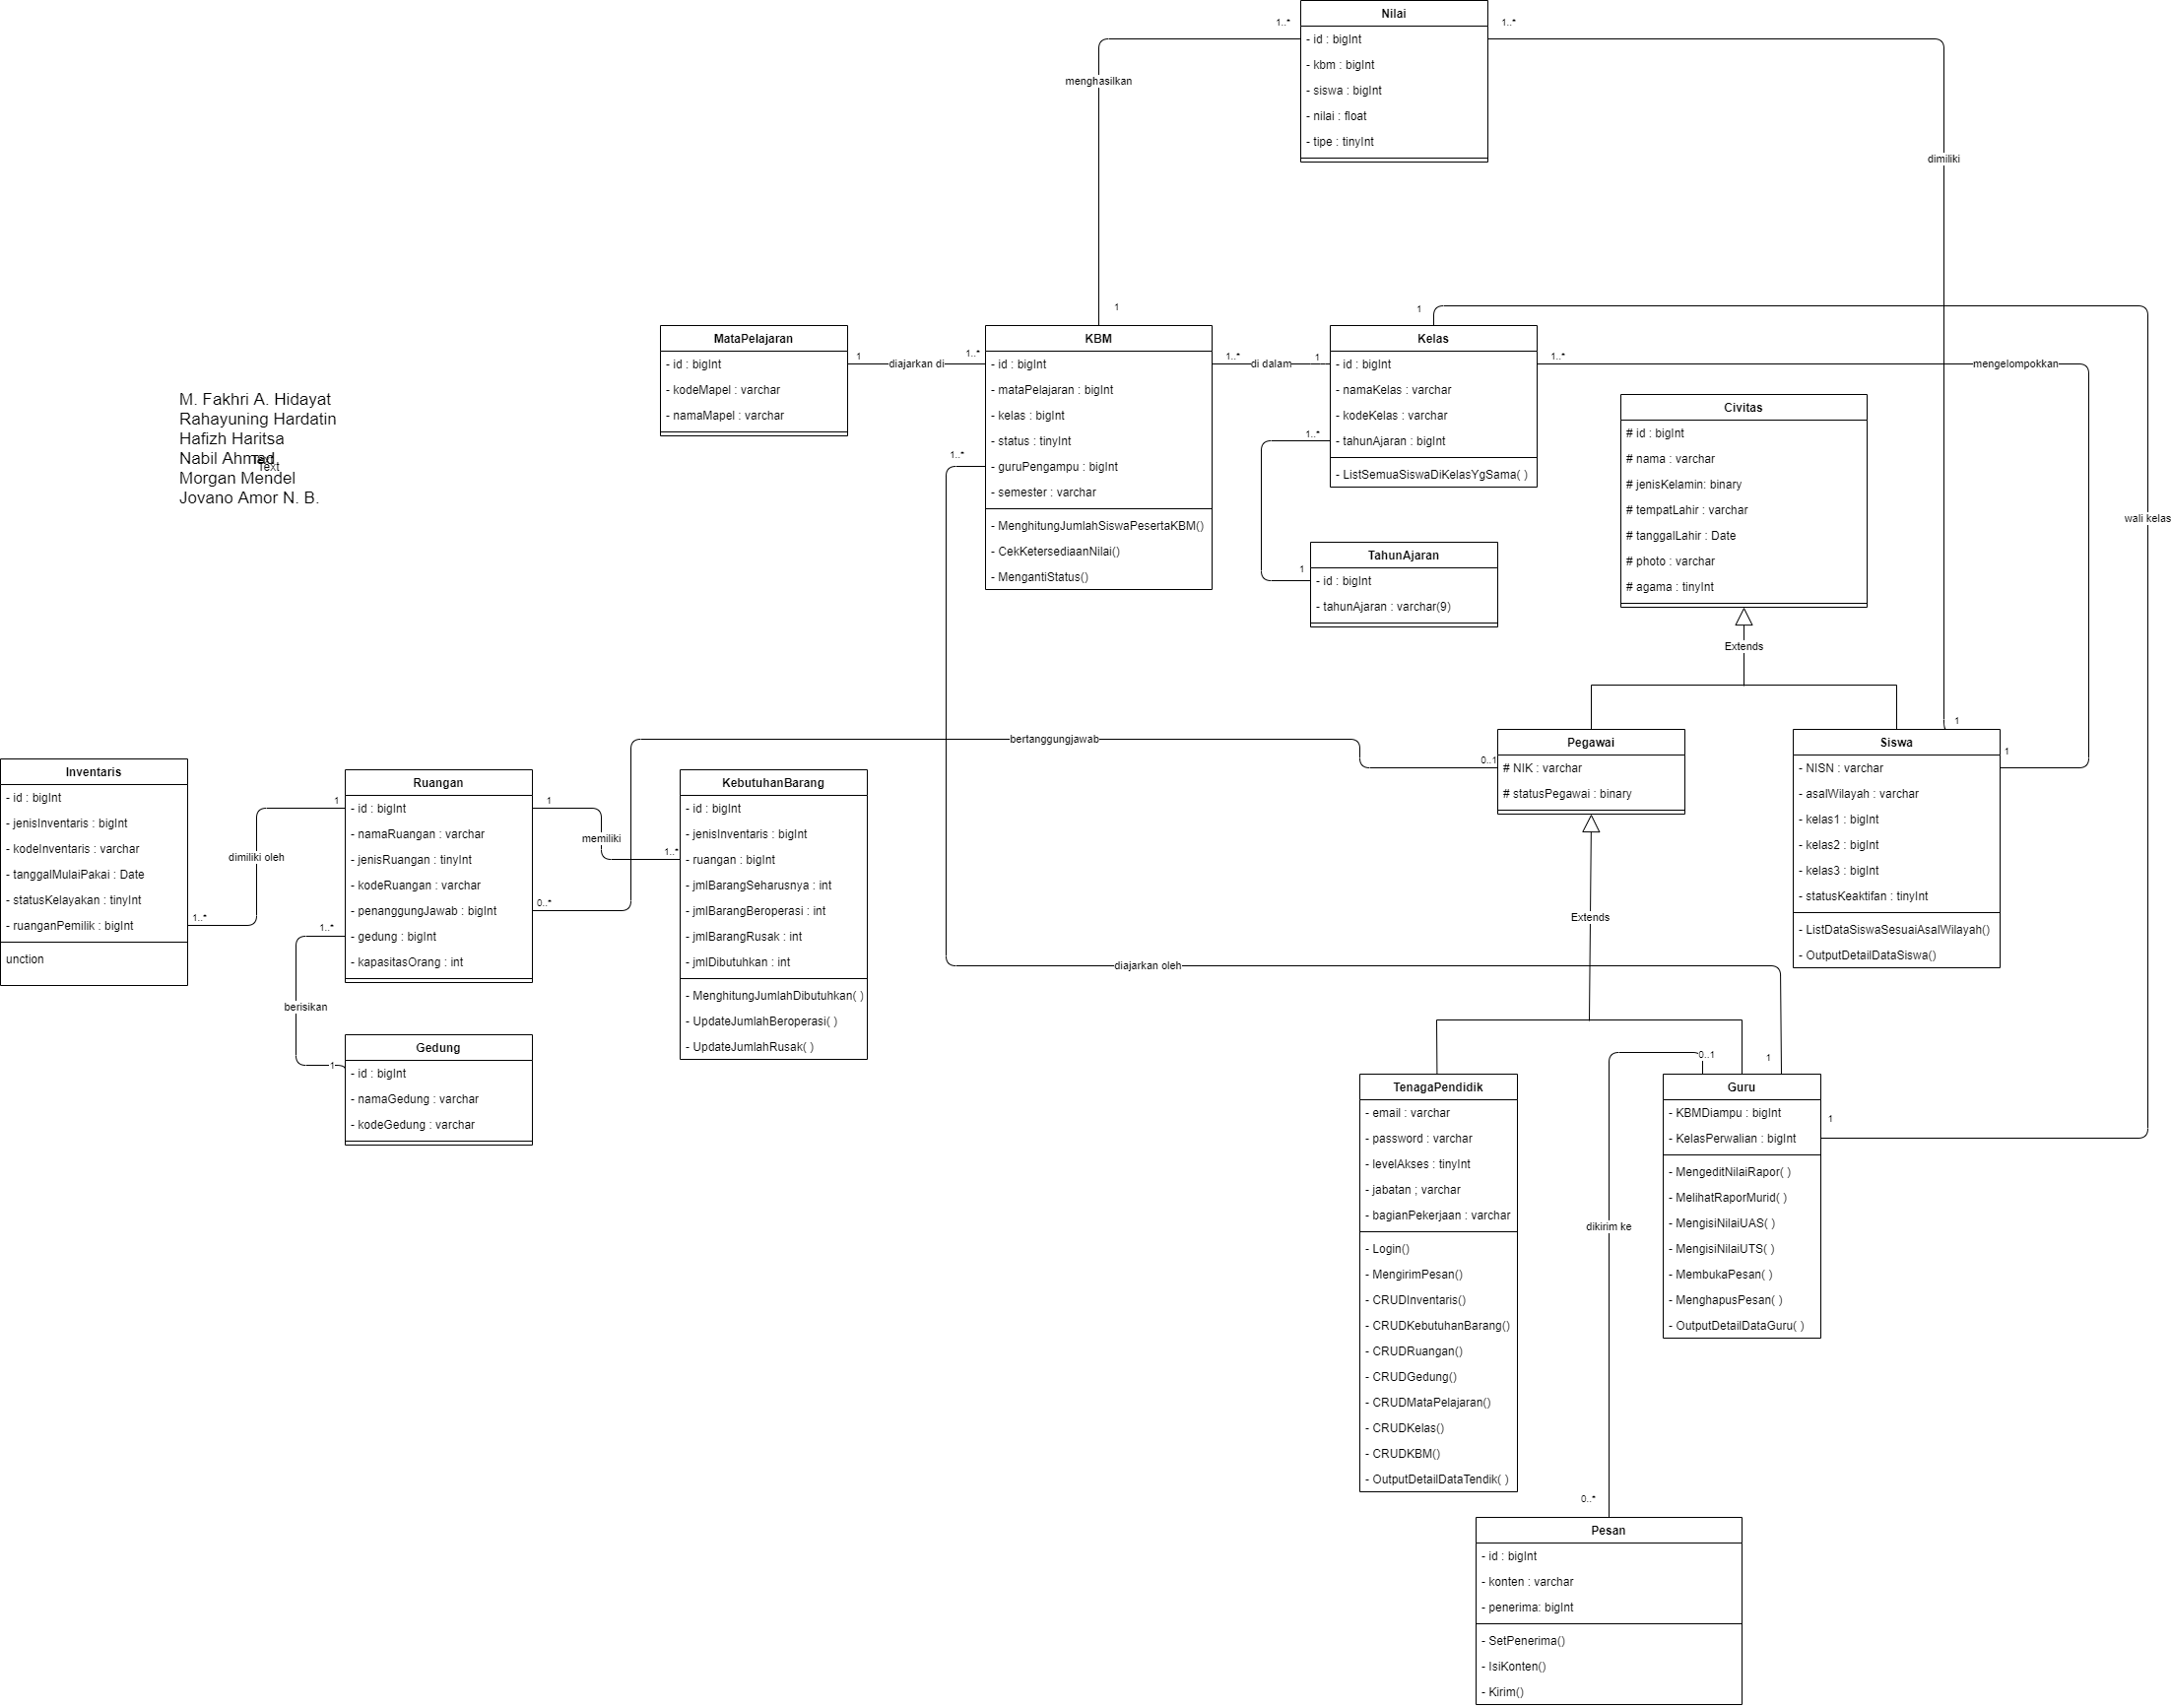 Nilai
- id : bigInt
- kbm : bigInt
- siswa : bigInt
- nilai : float
- tipe : tinyInt
1..*
1..*
menghasilkan
dimiliki
1
1
MataPelajaran
- id : bigInt
- kodeMapel : varchar
- namaMapel : varchar
1
diajarkan di
1..*
KBM
- id : bigInt
- mataPelajaran : bigInt
- kelas : bigInt
- status : tinyInt
- guruPengampu : bigInt
- semester : varchar
- MenghitungJumlahSiswaPesertaKBM()
- CekKetersediaanNilai()
- MengantiStatus()
1..*
1..*
di dalam
1
Kelas
- id : bigInt
- namaKelas : varchar
- kodeKelas : varchar
- tahunAjaran : bigInt
- ListSemuaSiswaDiKelasYgSama( )
1
1..*
mengelompokkan
1..*
1
TahunAjaran
- id : bigInt
- tahunAjaran : varchar(9)
Civitas
# id : bigInt
# nama : varchar
# jenisKelamin: binary
# tempatLahir : varchar
# tanggalLahir : Date
# photo : varchar
# agama : tinyInt
Extends
wali kelas
M. Fakhri A. Hidayat
Rahayuning Hardatin
Hafizh Haritsa
Nabil Ahmad
Text
Text
Morgan Mendel
Jovano Amor N. B.
bertanggungjawab
0..1
Pegawai
# NIK : varchar
# statusPegawai : binary
Extends
1
Siswa
- NISN : varchar
- asalWilayah : varchar
- kelas1 : bigInt
- kelas2 : bigInt
- kelas3 : bigInt
- statusKeaktifan : tinyInt
- ListDataSiswaSesuaiAsalWilayah()
- OutputDetailDataSiswa()
Inventaris
- id : bigInt
- jenisInventaris : bigInt
- kodeInventaris : varchar
- tanggalMulaiPakai : Date
- statusKelayakan : tinyInt
- ruanganPemilik : bigInt
unction
1..*
dimiliki oleh
1
Ruangan
- id : bigInt
- namaRuangan : varchar
- jenisRuangan : tinyInt
- kodeRuangan : varchar
- penanggungJawab : bigInt
- gedung : bigInt
- kapasitasOrang : int
1
memiliki
1..*
0..*
1..*
berisikan
1
KebutuhanBarang
- id : bigInt
- jenisInventaris : bigInt
- ruangan : bigInt
- jmlBarangSeharusnya : int
- jmlBarangBeroperasi : int
- jmlBarangRusak : int
- jmlDibutuhkan : int
- MenghitungJumlahDibutuhkan( )
- UpdateJumlahBeroperasi( )
- UpdateJumlahRusak( )
Gedung
- id : bigInt
- namaGedung : varchar
- kodeGedung : varchar
diajarkan oleh
0..1
1
1
TenagaPendidik
- email : varchar
- password : varchar
- levelAkses : tinyInt
- jabatan ; varchar
- bagianPekerjaan : varchar
- Login()
- MengirimPesan()
- CRUDInventaris()
- CRUDKebutuhanBarang()
- CRUDRuangan()
- CRUDGedung()
- CRUDMataPelajaran()
- CRUDKelas()
- CRUDKBM()
- OutputDetailDataTendik( )
Guru
- KBMDiampu : bigInt
- KelasPerwalian : bigInt
- MengeditNilaiRapor( )
- MelihatRaporMurid( )
- MengisiNilaiUAS( )
- MengisiNilaiUTS( )
- MembukaPesan( )
- MenghapusPesan( )
- OutputDetailDataGuru( )
dikirim ke
0..*
Pesan
- id : bigInt
- konten : varchar
- penerima: bigInt
- SetPenerima()
- IsiKonten()
- Kirim()